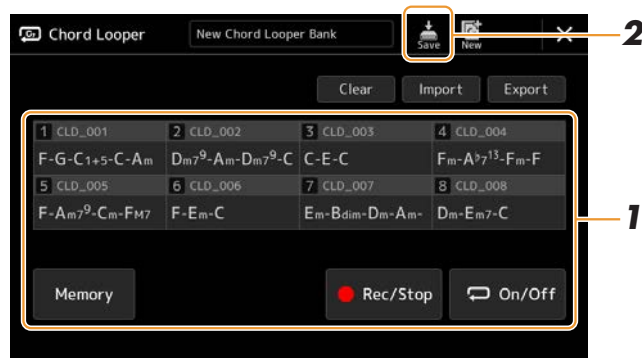 Chord Looper New Chord Looper Bank Save New 2
Clear Import Export
1 CLD_001 2 CLD_002 3 CLD_003 4 CLD_004
F-G-C1+5-C-Am Dm7⁹-Am-Dm7⁹-C C-E-C Fm-A♭7¹³-Fm-F
5 CLD_005 6 CLD_006 7 CLD_007 8 CLD_008
F-Am7⁹-Cm-FM7 F-Em-C Em-Bdim-Dm-Am- Dm-Em7-C
1
Memory Rec/Stop On/Off